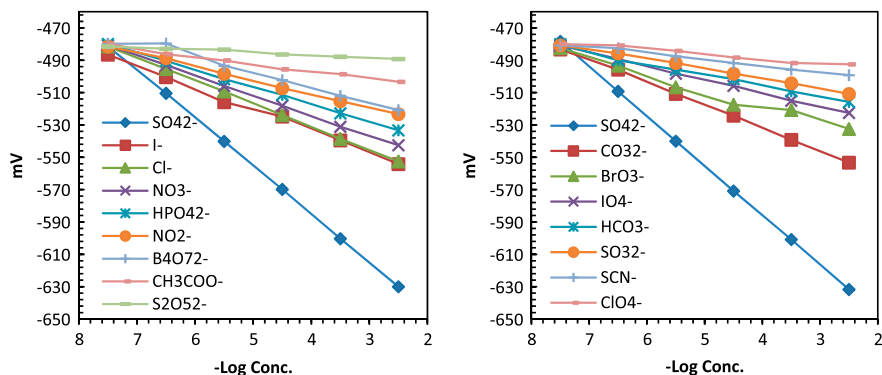 -470
-490
-510
-530
-550
-570
-590
-610
-630
-650
mV
SO42-
I-
Cl-
NO3-
HPO42-
NO2-
B4O72-
CH3COO-
S2O52-
8 7 6 5 4 3 2
-Log Conc.
-470
-490
-510
-530
-550
-570
-590
-610
-630
-650
mV
SO42-
CO32-
BrO3-
IO4-
HCO3-
SO32-
SCN-
ClO4-
8 7 6 5 4 3 2
-Log Conc.